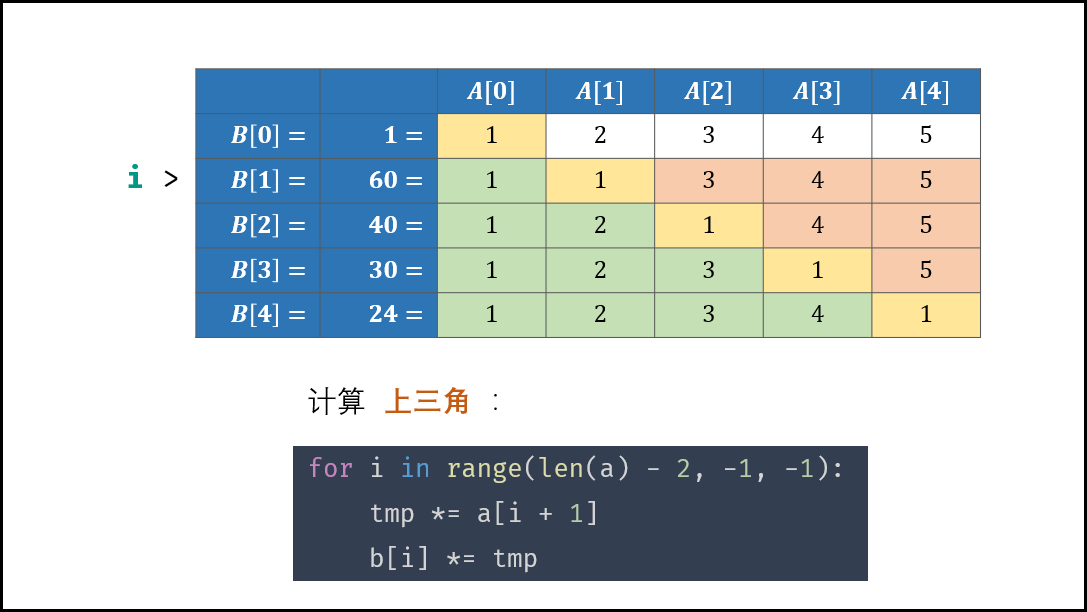 A[0] A[1] A[2] A[3] A[4]
B[0] = 1 = 1 2 3 4 5
i > B[1] = 60 = 1 1 3 4 5
B[2] = 40 = 1 2 1 4 5
B[3] = 30 = 1 2 3 1 5
B[4] = 24 = 1 2 3 4 1
计算 上三角 :
for i in range(len(a) - 2, -1, -1):
    tmp *= a[i + 1]
    b[i] *= tmp